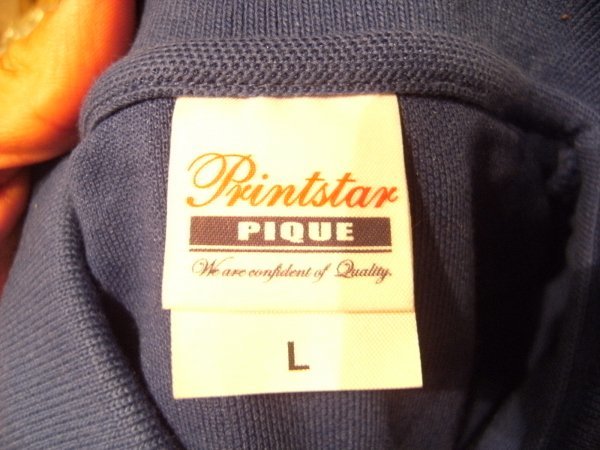 Printstar
PIQUE
We are confident of Quality.
L